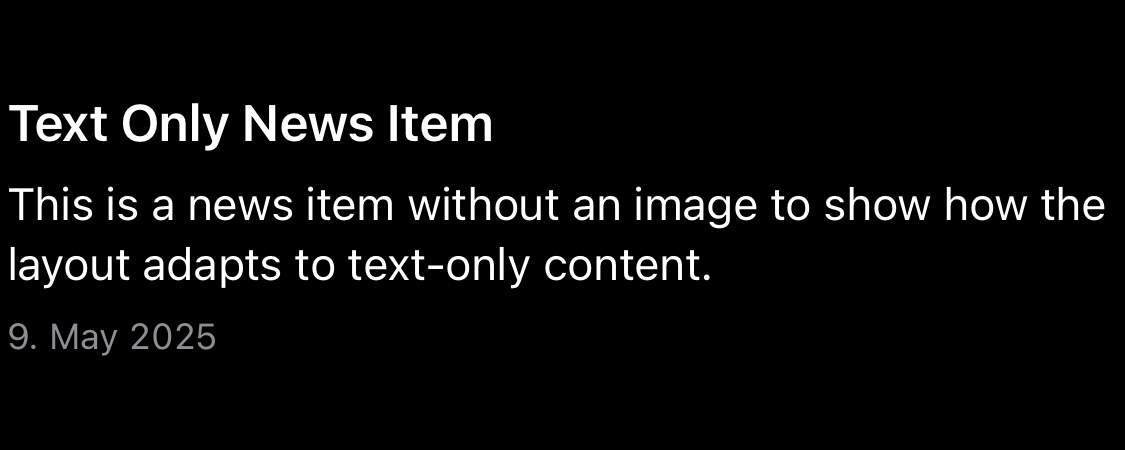 Text Only News Item
This is a news item without an image to show how the
layout adapts to text-only content.
9. May 2025